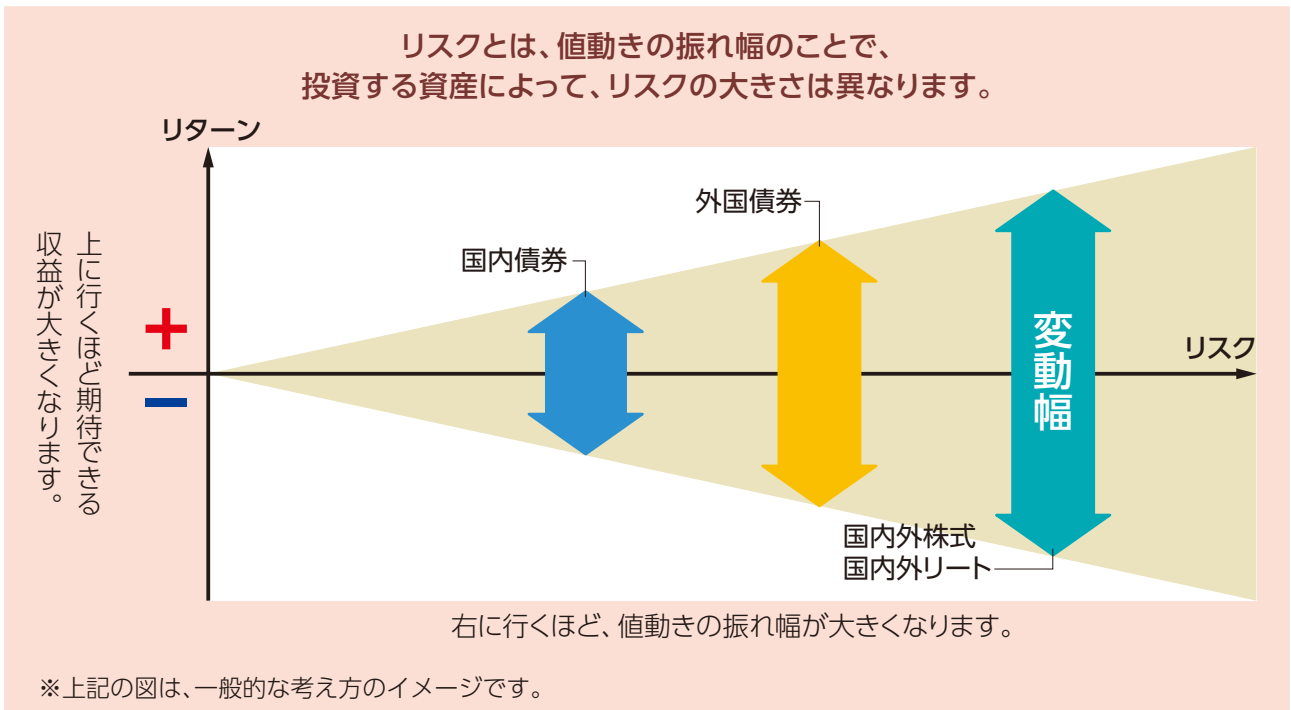 リスクとは、値動きの振れ幅のことで、
投資する資産によって、リスクの大きさは異なります。
リターン
上に行くほど期待できる
収益が大きくなります。
+
−
国内債券
外国債券
変動幅
リスク
国内外株式
国内外リート
右に行くほど、値動きの振れ幅が大きくなります。
※上記の図は、一般的な考え方のイメージです。